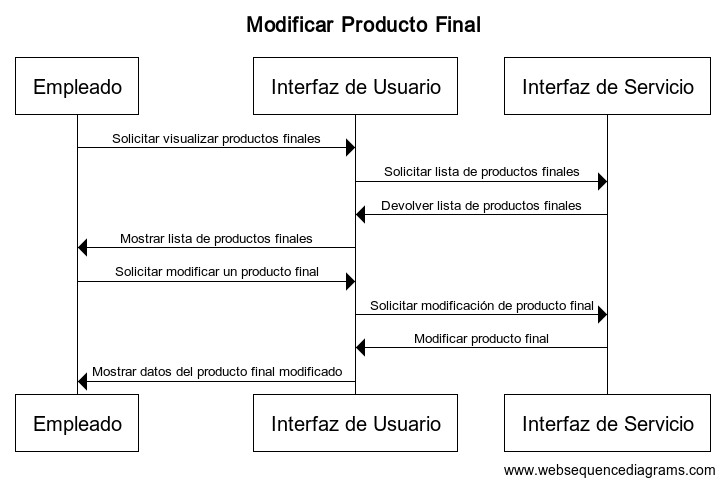 Modificar Producto Final
Empleado
Interfaz de Usuario
Interfaz de Servicio
Solicitar visualizar productos finales
Solicitar lista de productos finales
Devolver lista de productos finales
Mostrar lista de productos finales
Solicitar modificar un producto final
Solicitar modificación de producto final
Modificar producto final
Mostrar datos del producto final modificado
Empleado
Interfaz de Usuario
Interfaz de Servicio
www.websequencediagrams.com